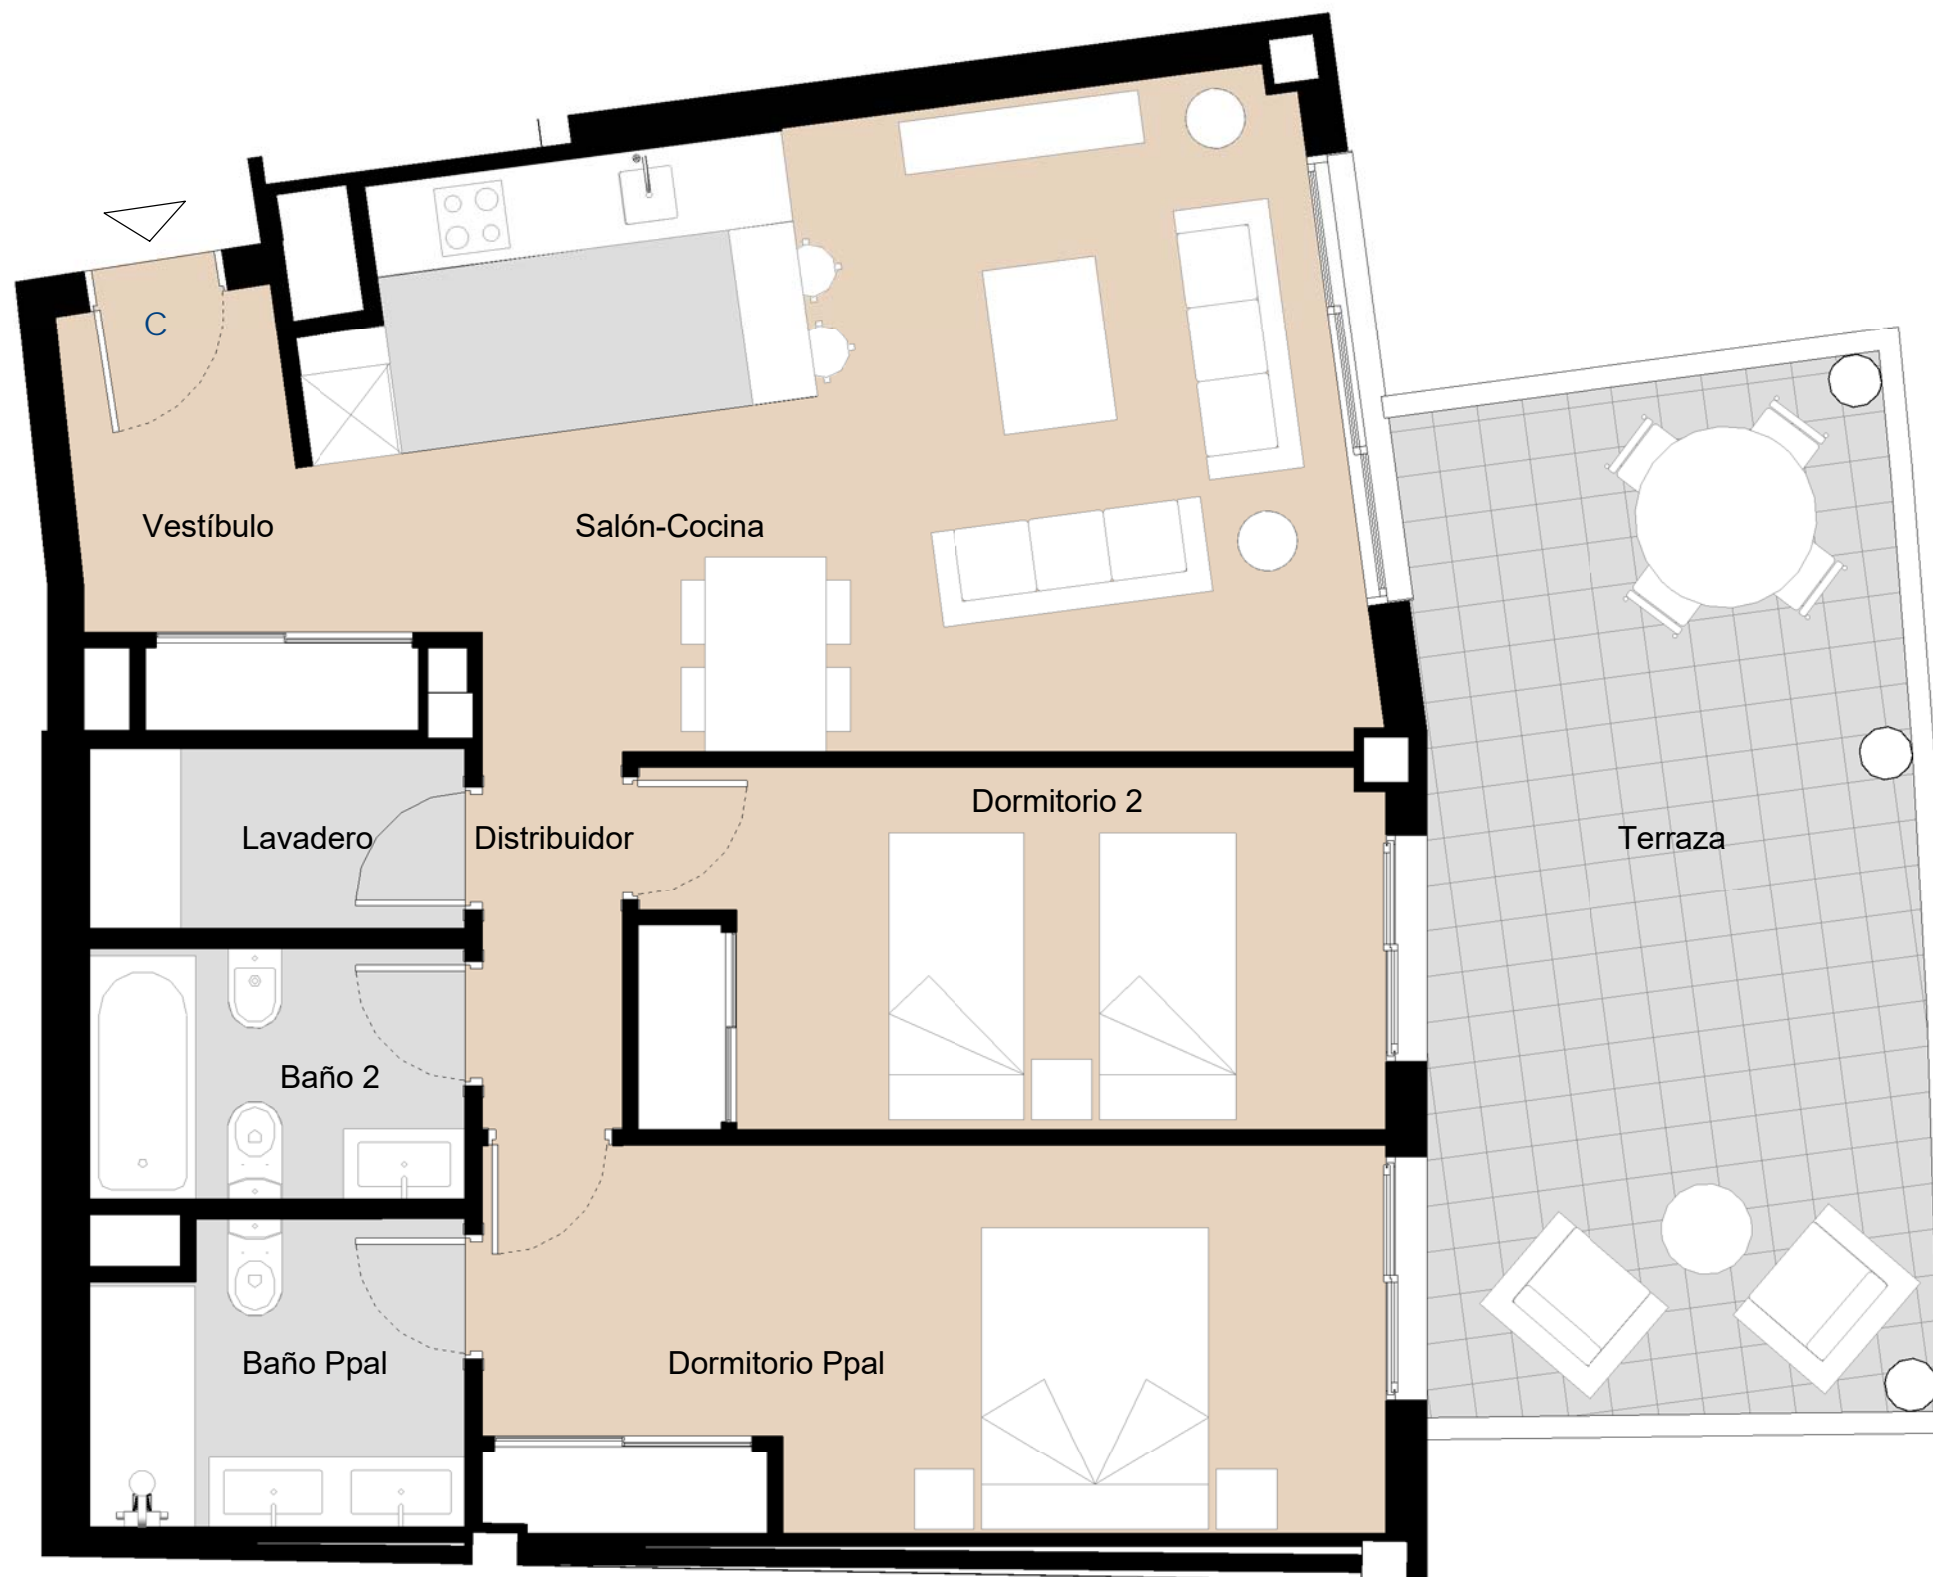 C
Vestíbulo
Salón-Cocina
Dormitorio 2
Lavadero
Distribuidor
Terraza
Baño 2
Baño Ppal
Dormitorio Ppal